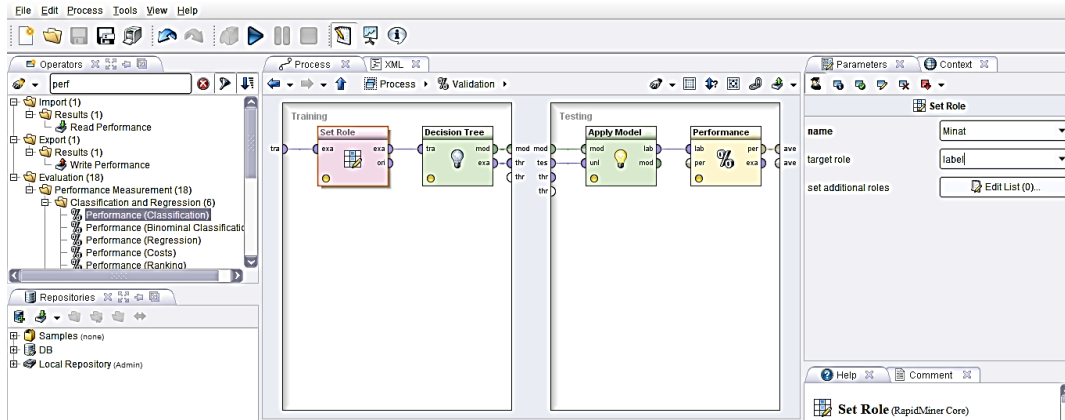 File Edit Process Tools View Help
Operators
perf
Import (1)
Results (1)
Read Performance
Export (1)
Results (1)
Write Performance
Evaluation (18)
Performance Measurement (18)
Classification and Regression (6)
Performance (Classification)
Performance (Binominal Classificatio
Performance (Regression)
Performance (Costs)
Performance (Ranking)
Repositories
Samples (none)
DB
Local Repository (Admin)
Process XML
Process Validation
Training
Set Role Decision Tree
tra exa exa tra mod mod
ori exa thr
thr
Testing
Apply Model Performance
mod mod lab lab per ave
tes unl mod per exa ave
thr
thr
Parameters Context
Set Role
name Minat
target role label
set additional roles Edit List (0)...
Help Comment
Set Role (RapidMiner Core)